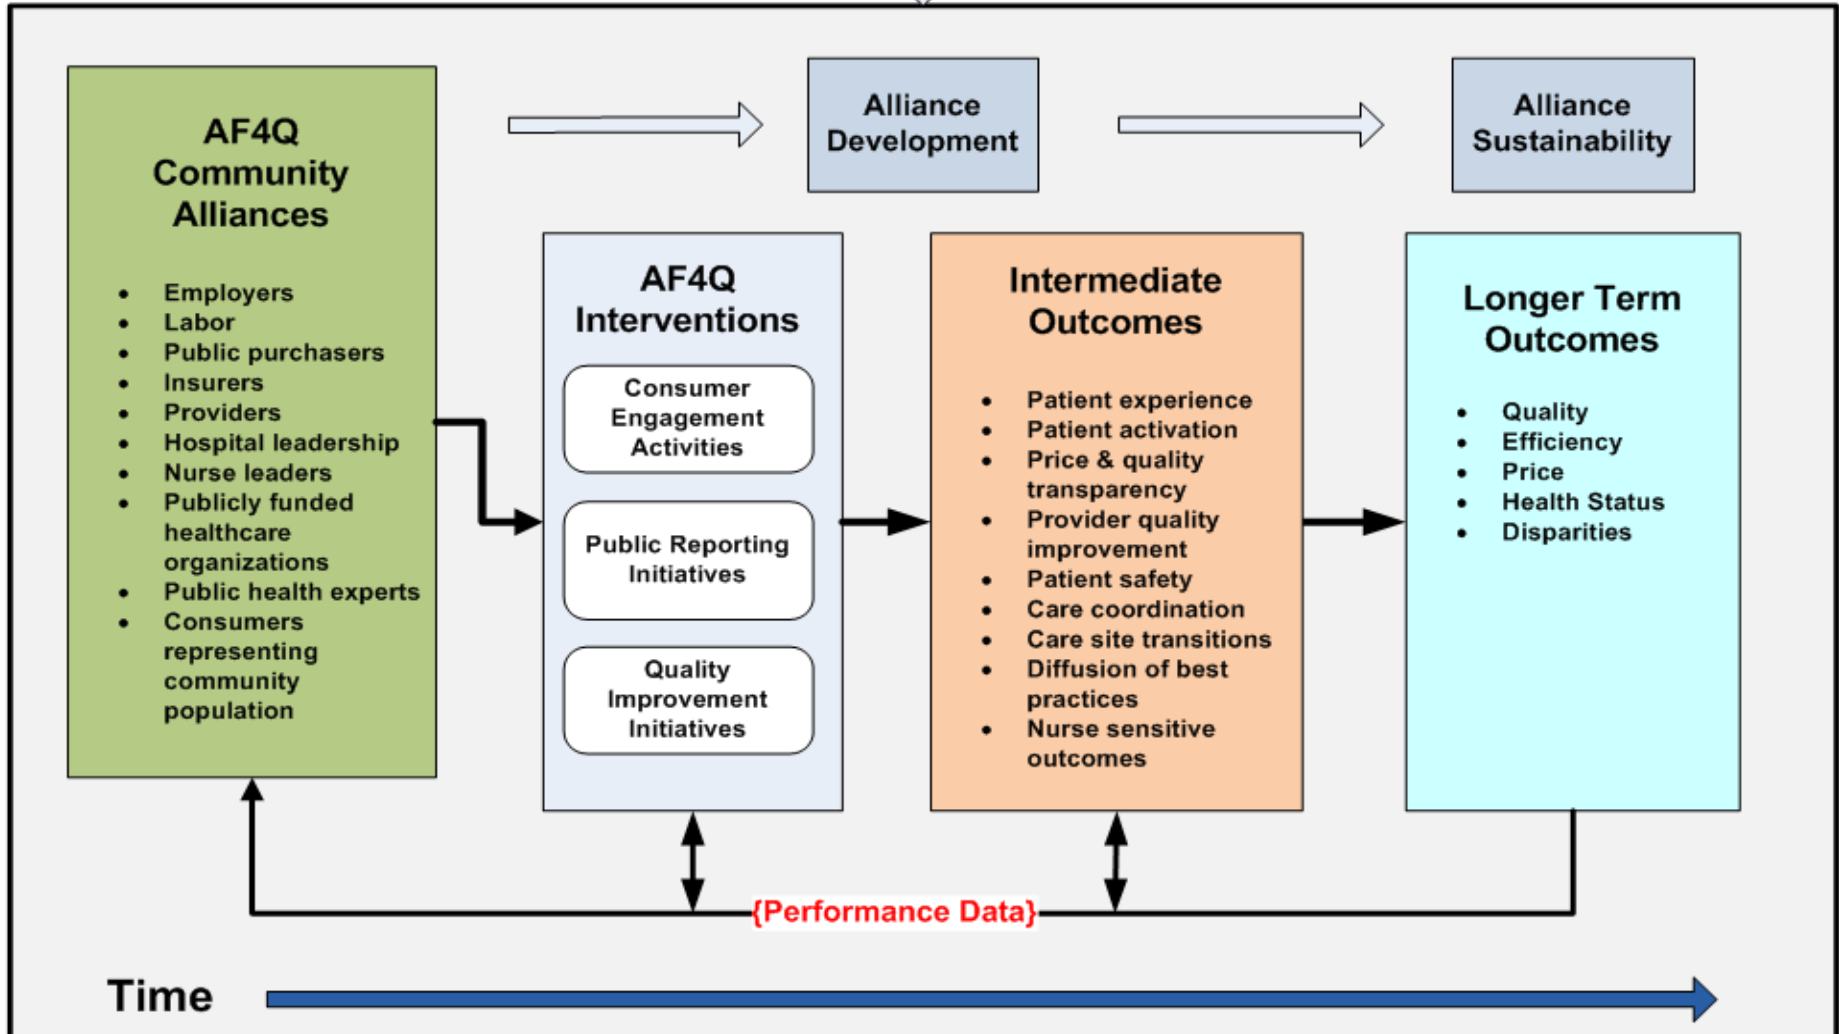 AF4Q
Community
Alliances
• Employers
• Labor
• Public purchasers
• Insurers
• Providers
• Hospital leadership
• Nurse leaders
• Publicly funded
healthcare
organizations
• Public health experts
• Consumers
representing
community
population
Alliance
Development
Alliance
Sustainability
AF4Q
Interventions
Consumer
Engagement
Activities
Public Reporting
Initiatives
Quality
Improvement
Initiatives
Intermediate
Outcomes
• Patient experience
• Patient activation
• Price & quality
transparency
• Provider quality
improvement
• Patient safety
• Care coordination
• Care site transitions
• Diffusion of best
practices
• Nurse sensitive
outcomes
Longer Term
Outcomes
• Quality
• Efficiency
• Price
• Health Status
• Disparities
{Performance Data}
Time